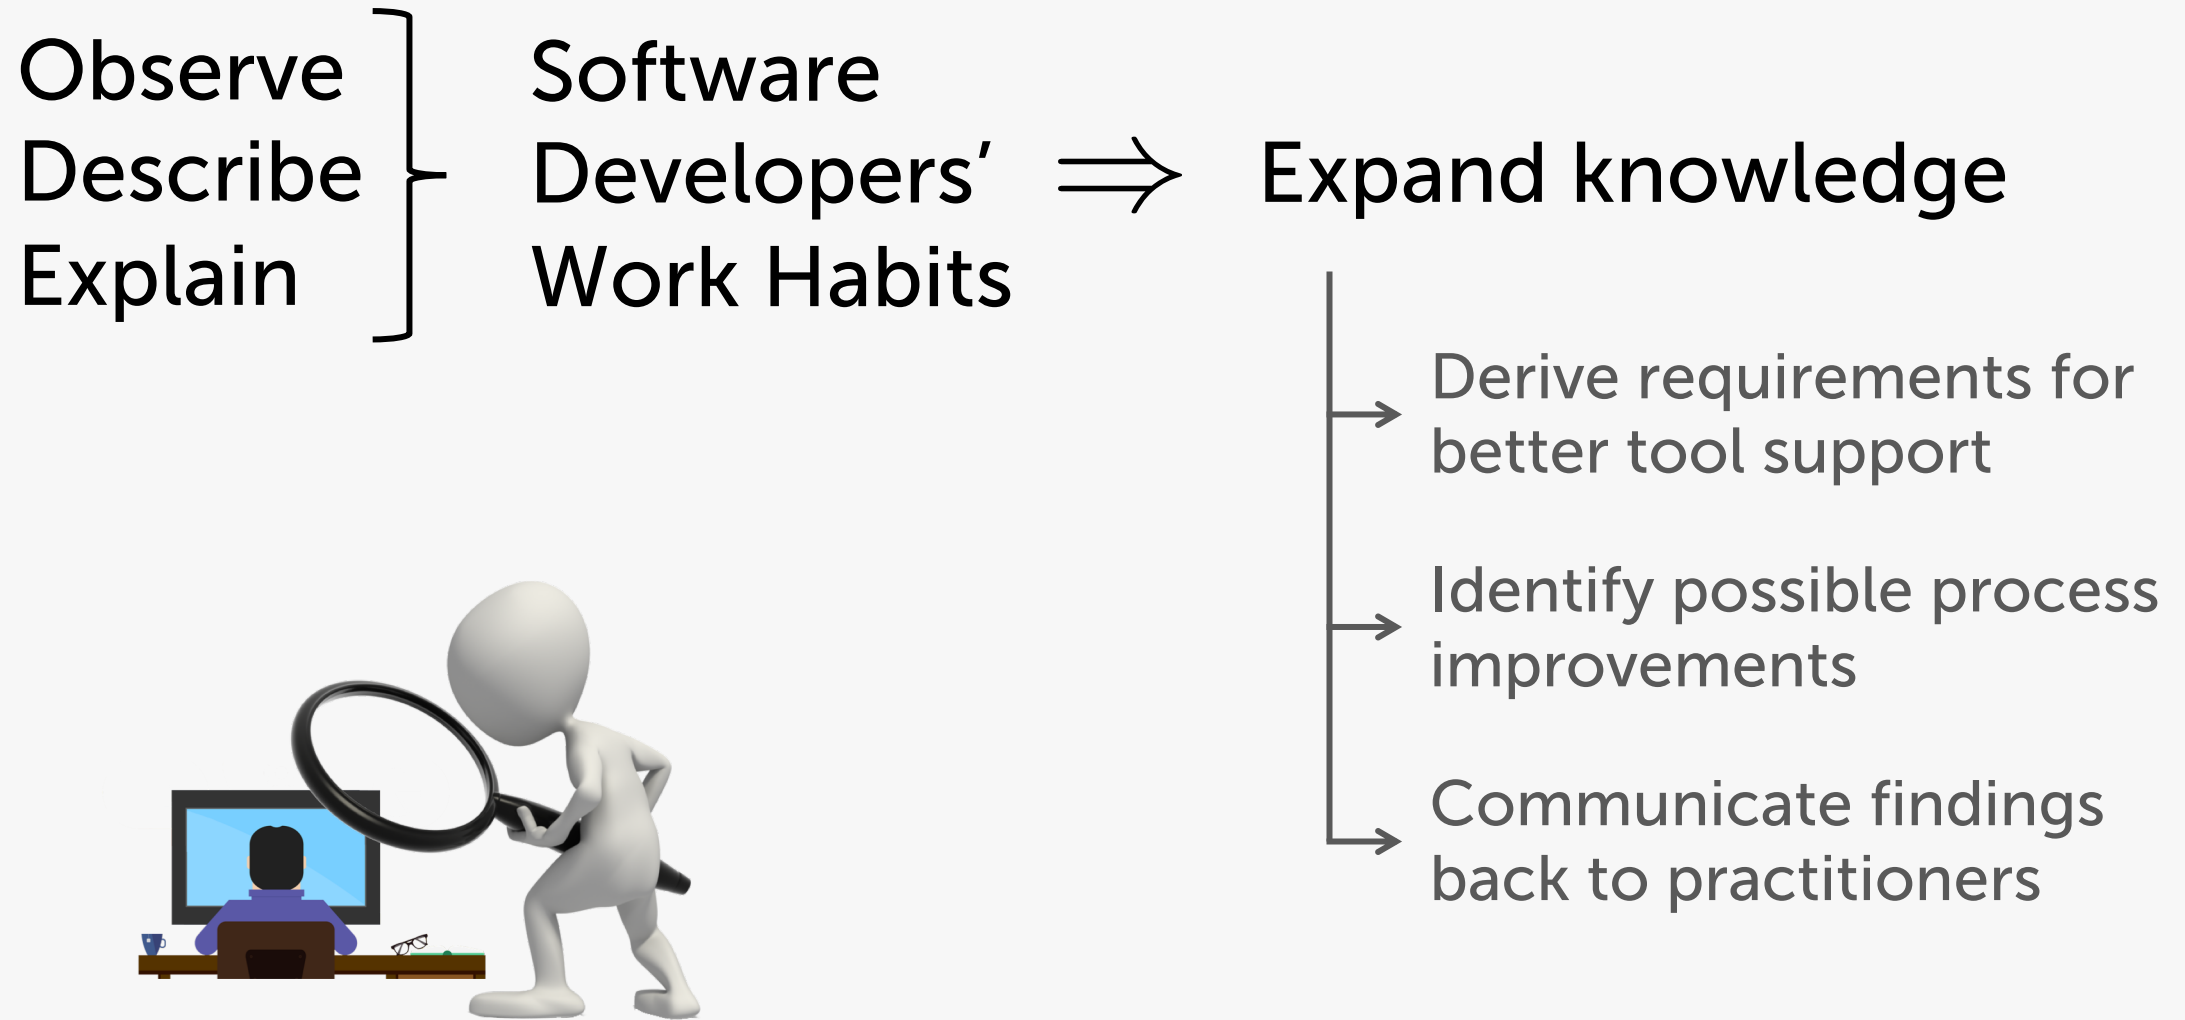 Observe
Describe
Explain
Software
Developers’
Work Habits
Expand knowledge
Derive requirements for
better tool support
Identify possible process
improvements
Communicate findings
back to practitioners